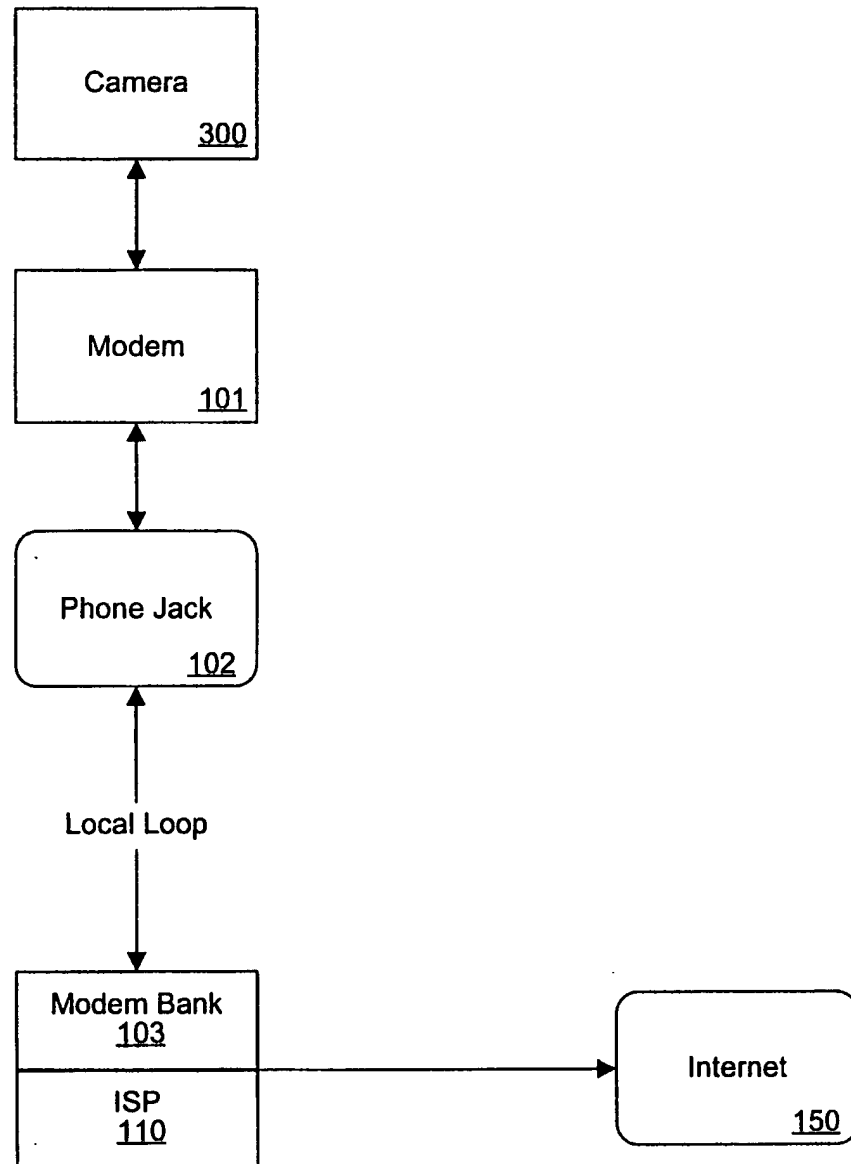 Camera
300
Modem
101
Phone Jack
102
Local Loop
Modem Bank
103
ISP
110
Internet
150